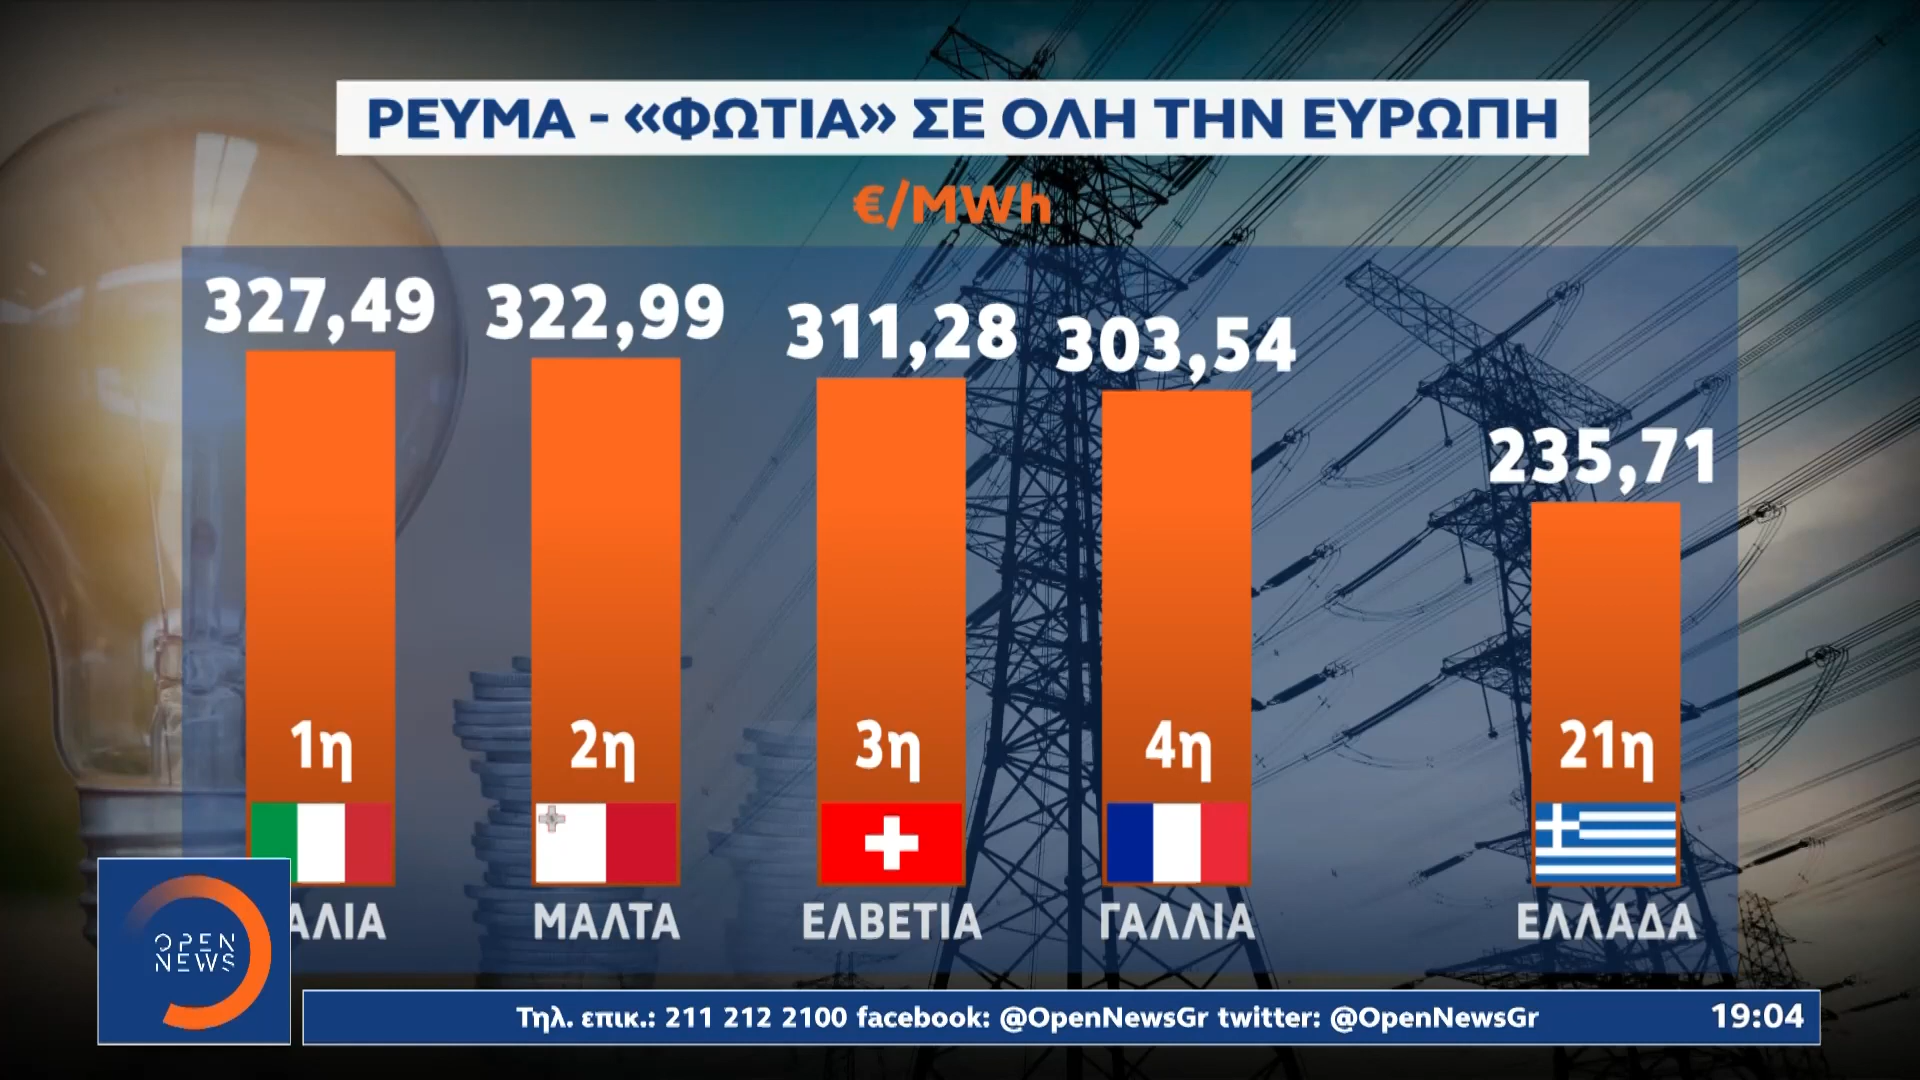 ΡΕΥΜΑ - «ΦΩΤΙΑ» ΣΕ ΟΛΗ ΤΗΝ ΕΥΡΩΠΗ
€/MWh
327,49 322,99 311,28 303,54 235,71
1η 2η 3η 4η 21η
ΑΛΙΑ ΜΑΛΤΑ ΕΛΒΕΤΙΑ ΓΑΛΛΙΑ ΕΛΛΑΔΑ
OPEN
NEWS
Τηλ. επικ.: 211 212 2100 facebook: @OpenNewsGr twitter: @OpenNewsGr 19:04